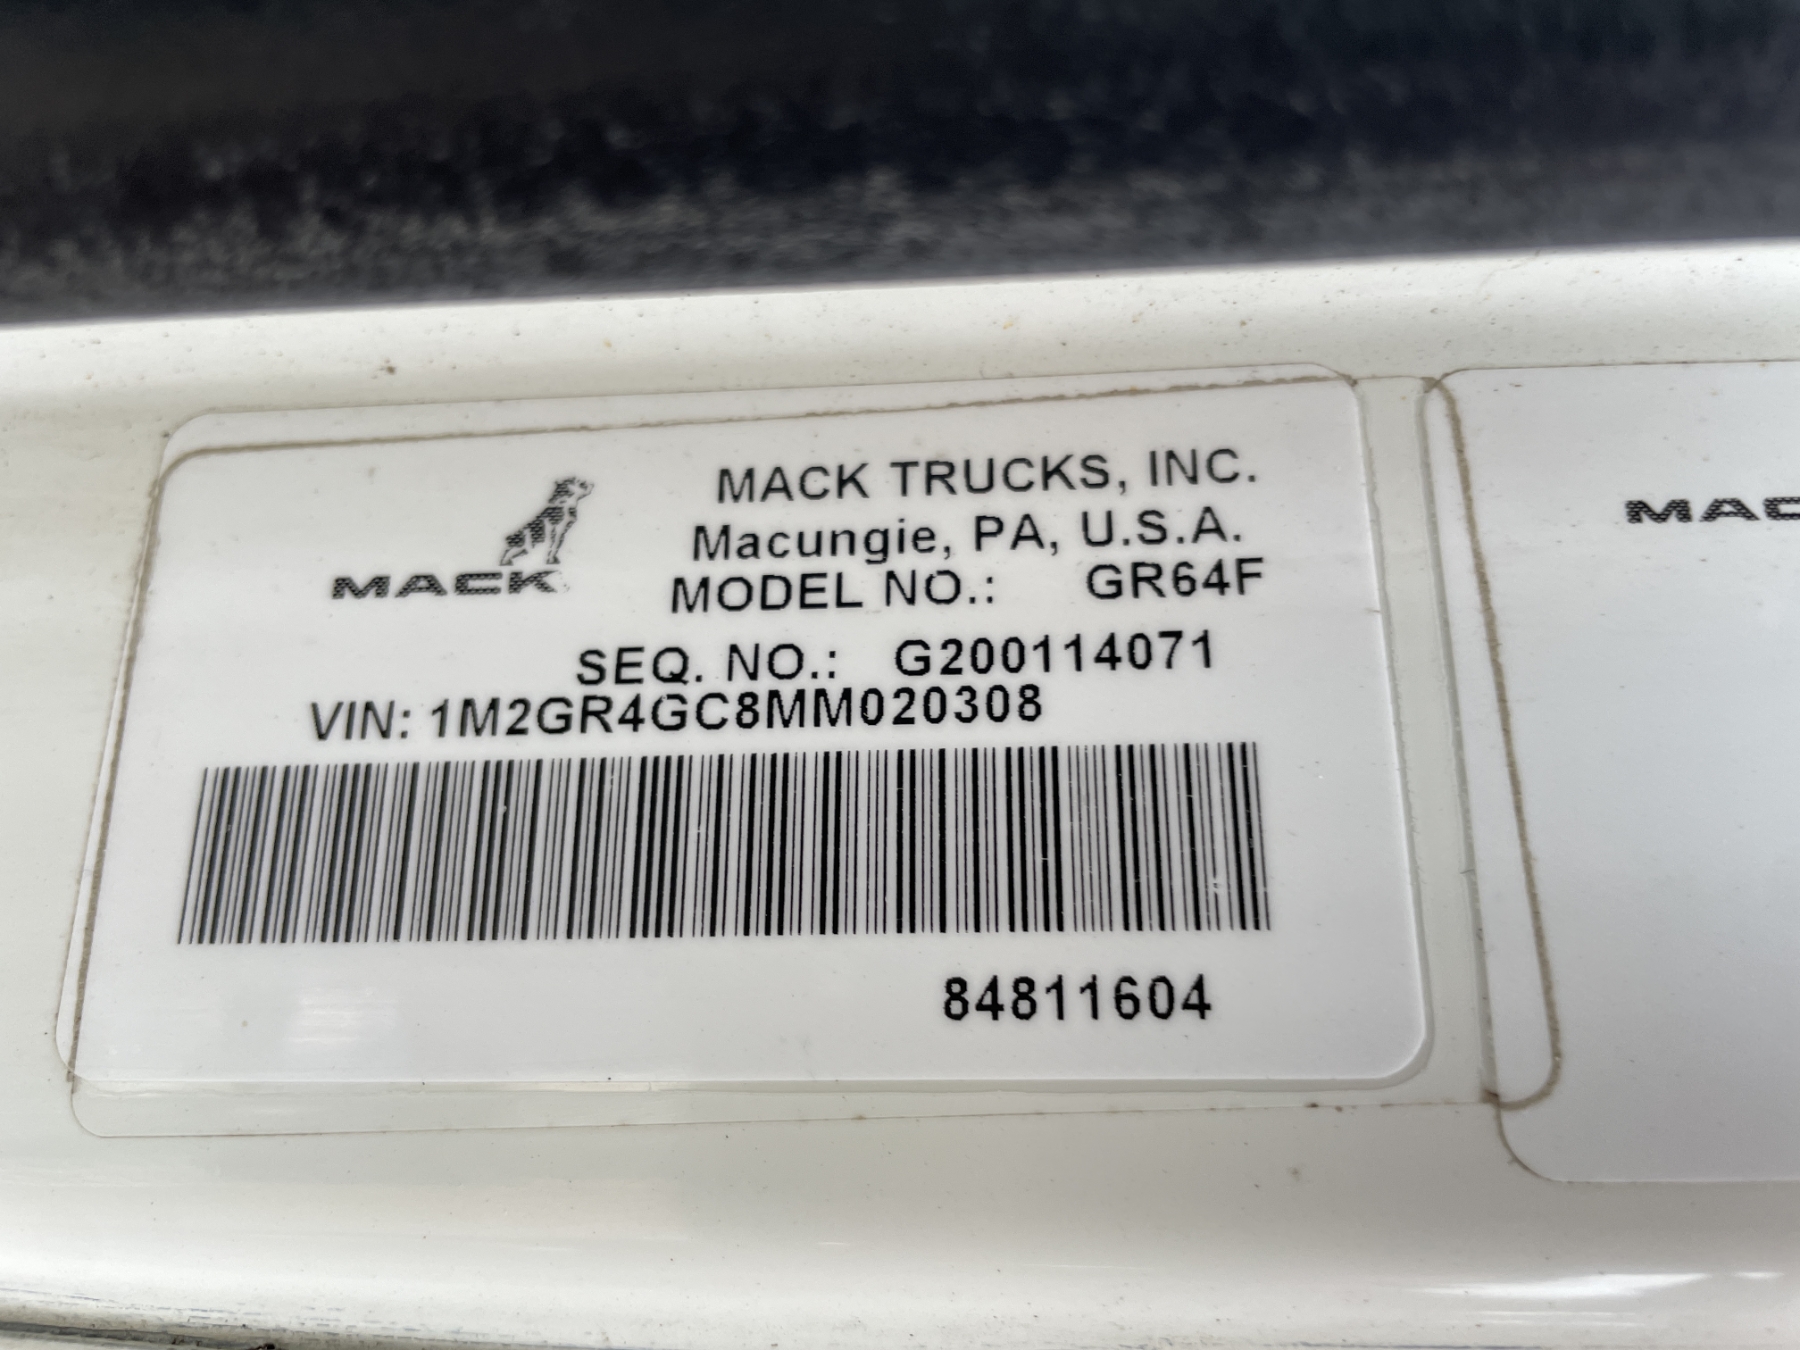 MACK TRUCKS, INC.
Macungie, PA, U.S.A.
MACK
MODEL NO.: GR64F
SEQ. NO.: G200114071
VIN: 1M2GR4GC8MM020308
84811604
MAC